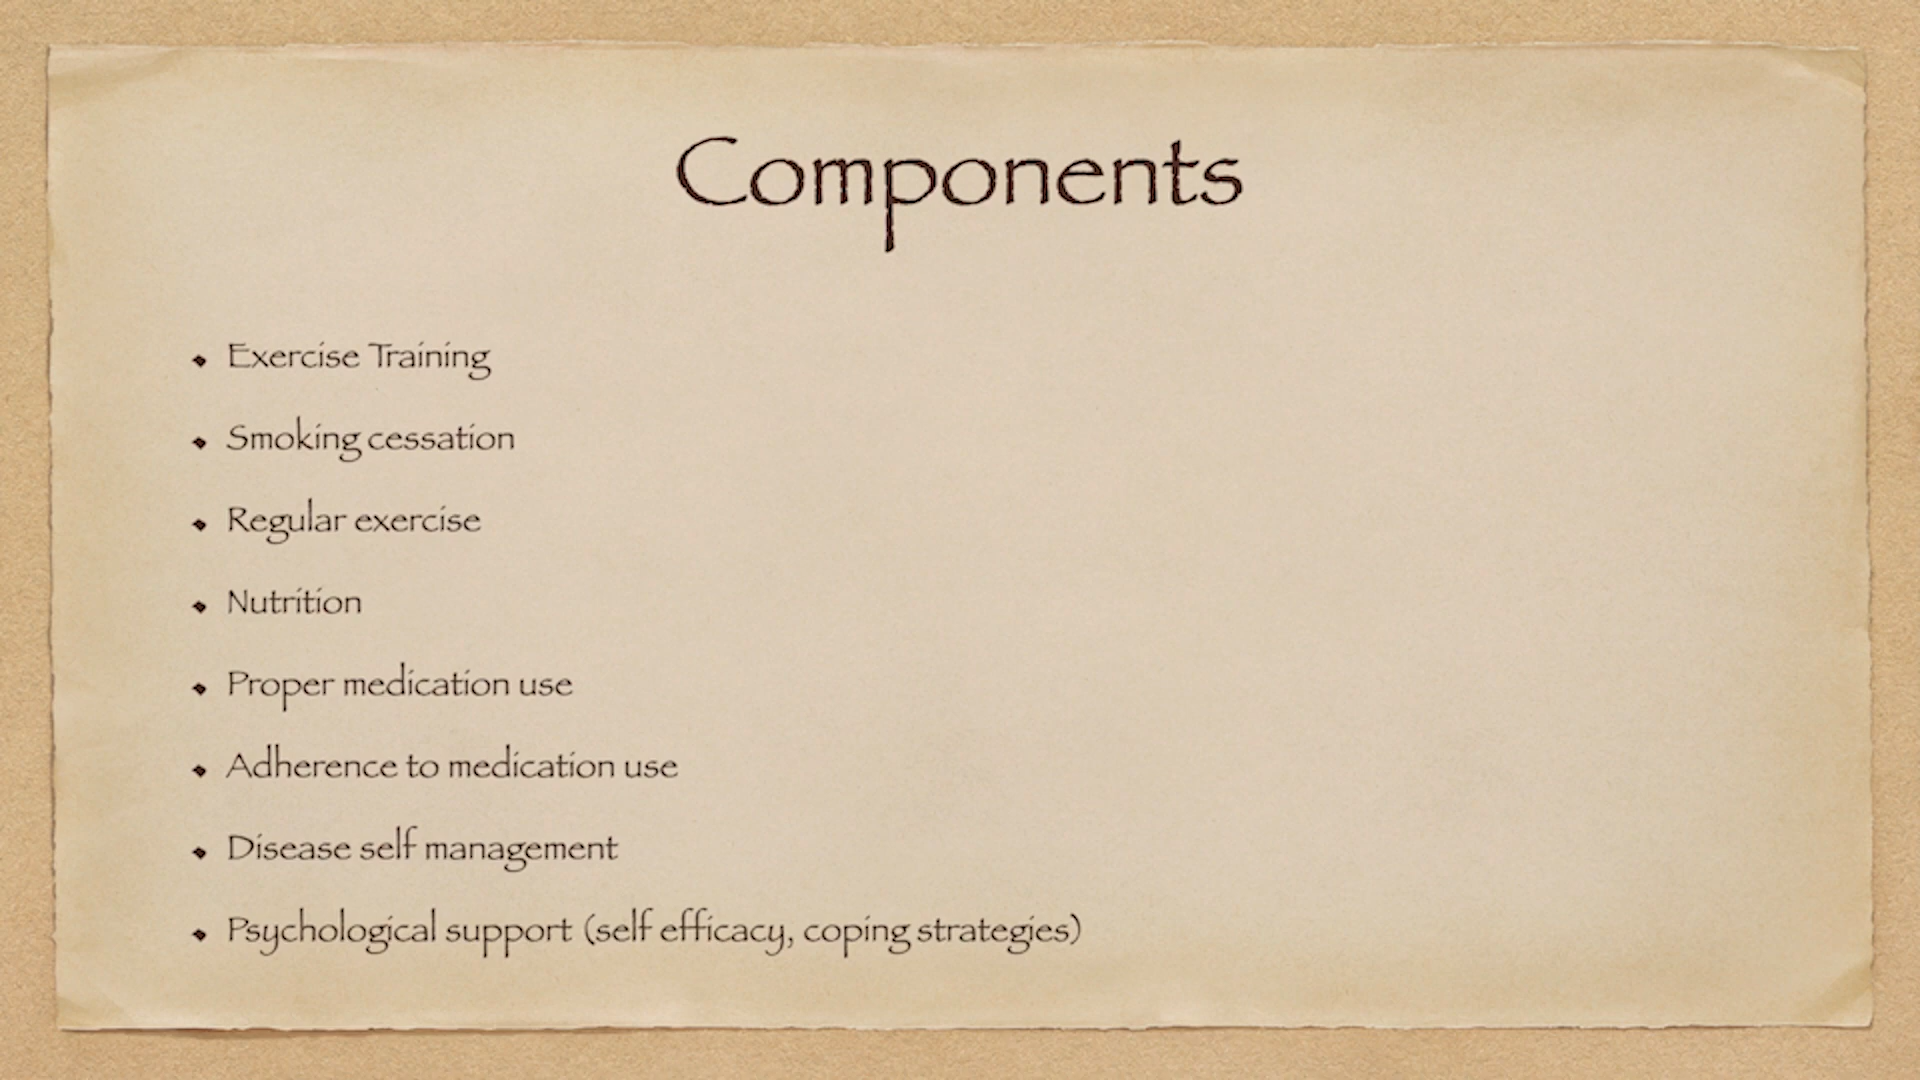 Components
Exercise Training
Smoking cessation
Regular exercise
Nutrition
Proper medication use
Adherence to medication use
Disease self management
Psychological support (self efficacy, coping strategies)